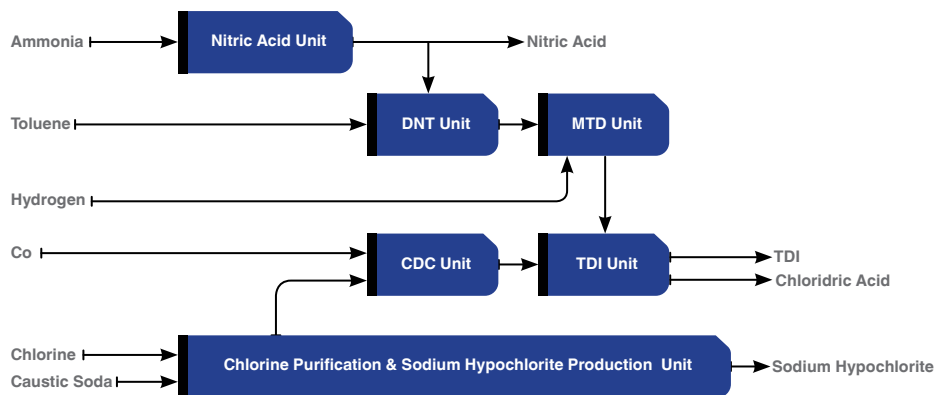 Ammonia
Nitric Acid Unit
Nitric Acid
Toluene
DNT Unit
MTD Unit
Hydrogen
Co
CDC Unit
TDI Unit
TDI
Chloridric Acid
Chlorine
Caustic Soda
Chlorine Purification & Sodium Hypochlorite Production Unit
Sodium Hypochlorite